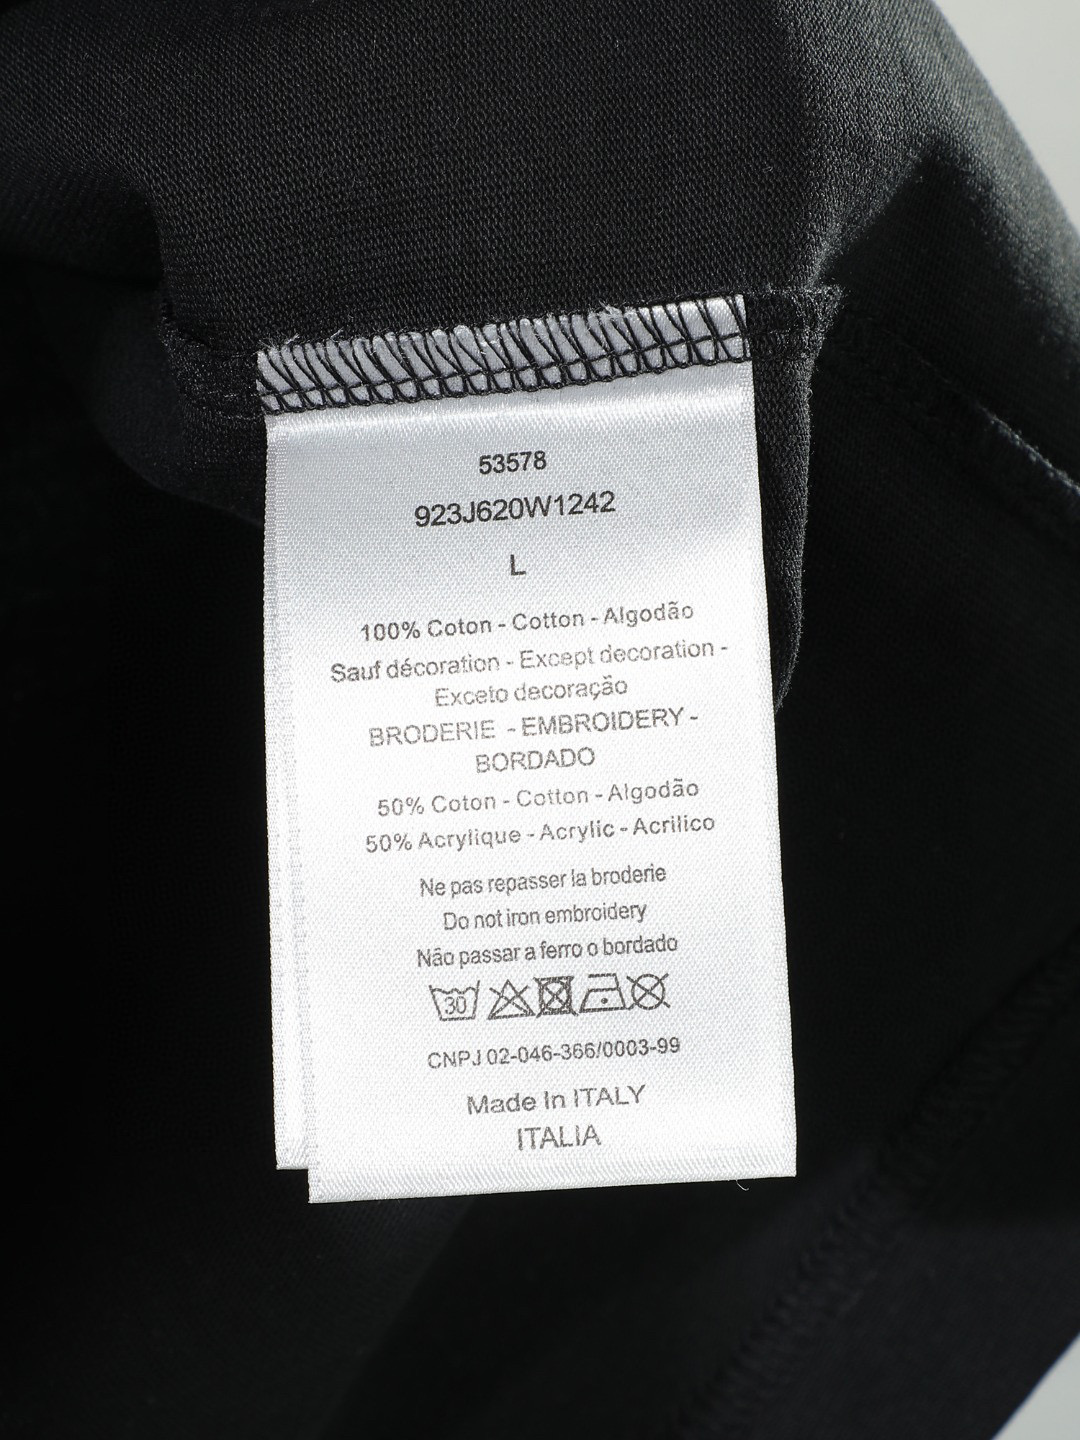 53578
923J620W1242
L
100% Coton - Cotton - Algodão
Sauf décoration - Except decoration -
Exceto decoração
BRODERIE - EMBROIDERY -
BORDADO
50% Coton - Cotton - Algodão
50% Acrylique - Acrylic - Acrilico
Ne pas repasser la broderie
Do not iron embroidery
Não passar a ferro o bordado
30
CNPJ 02-046-366/0003-99
Made In ITALY
ITALIA